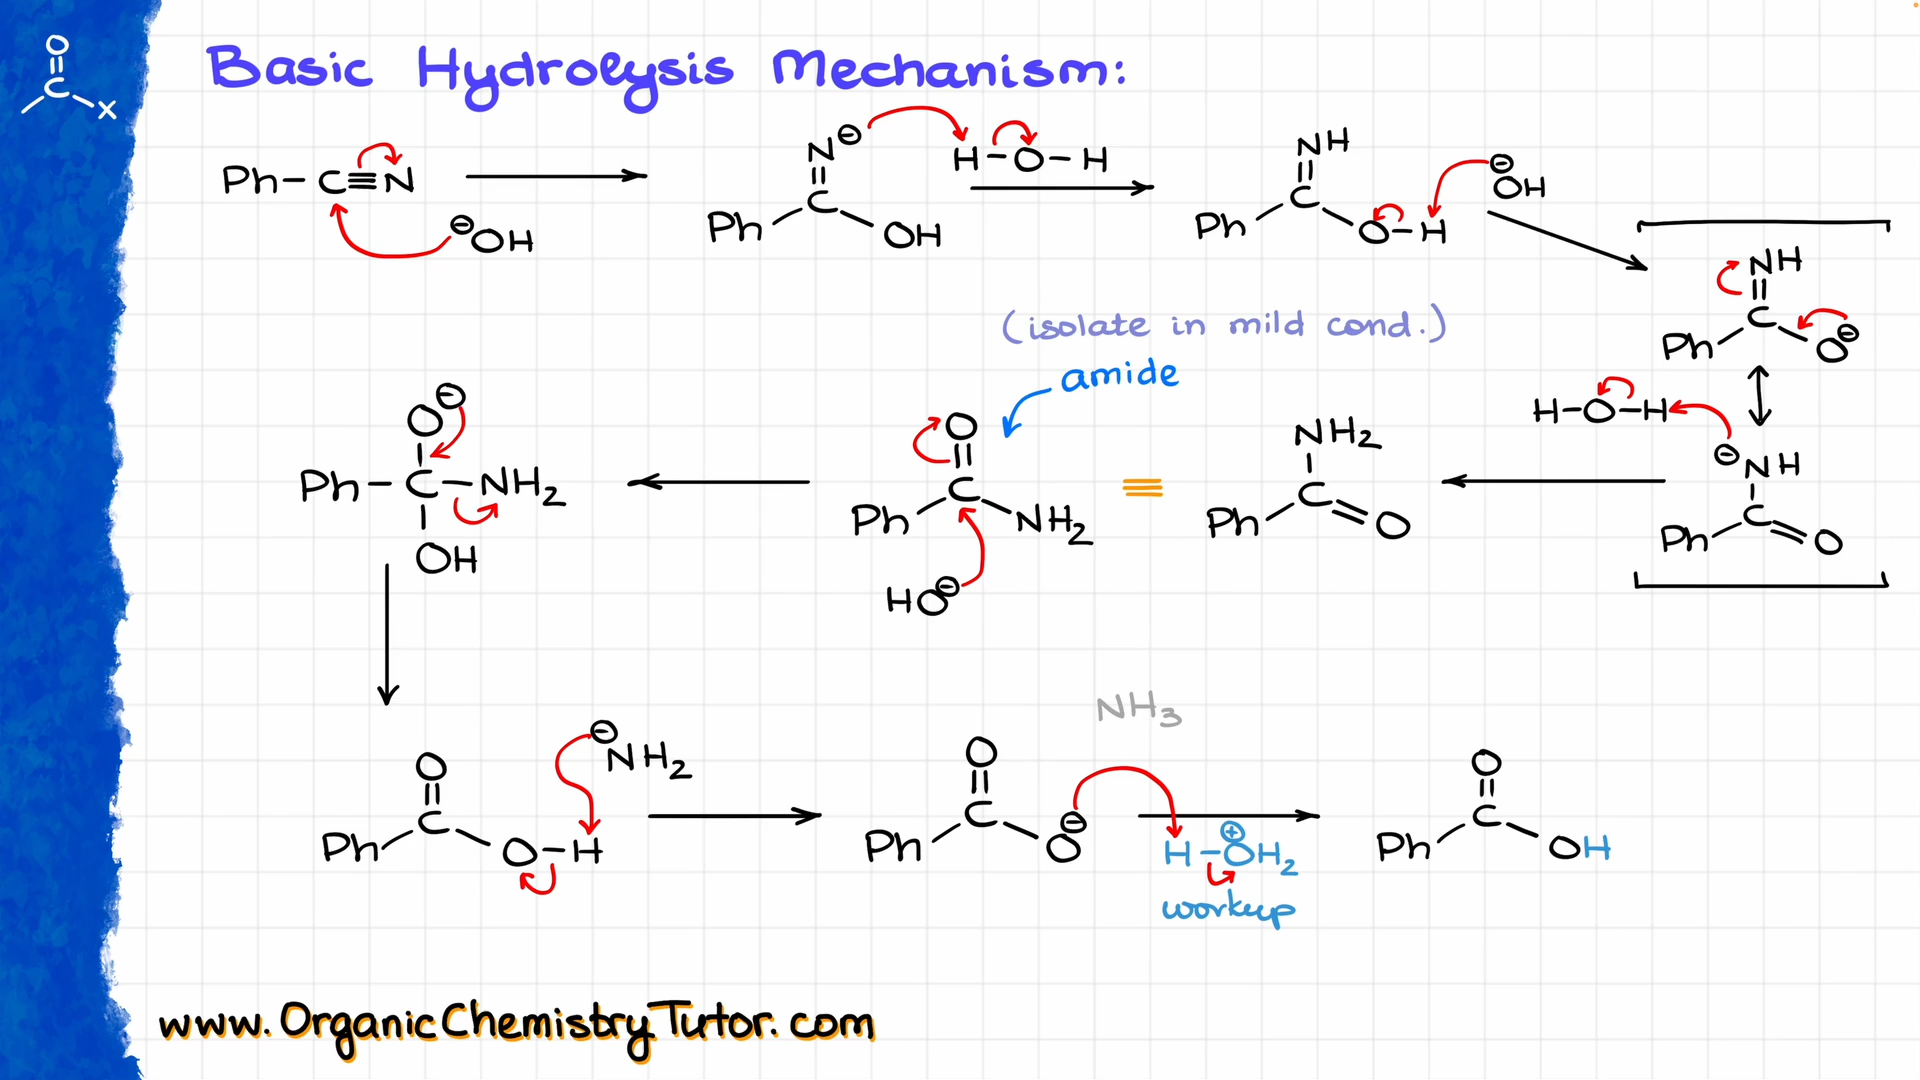 O
C
X
Basic Hydrolysis Mechanism:
Ph-C≡N
⊖OH
N⊖
C
Ph OH
H-O-H
NH
C
Ph O-H
⊖OH
NH
C
Ph O⊖
(isolate in mild cond.)
amide
H-O-H
⊖NH
C
Ph O
NH2
C
Ph O
≡
O
C
Ph NH2
HO⊖
O⊖
Ph-C-NH2
OH
O
C
Ph O-H
⊖NH2
O
C
Ph O⊖
NH3
H-⊕OH2
workup
O
C
Ph OH
www.OrganicChemistryTutor.com